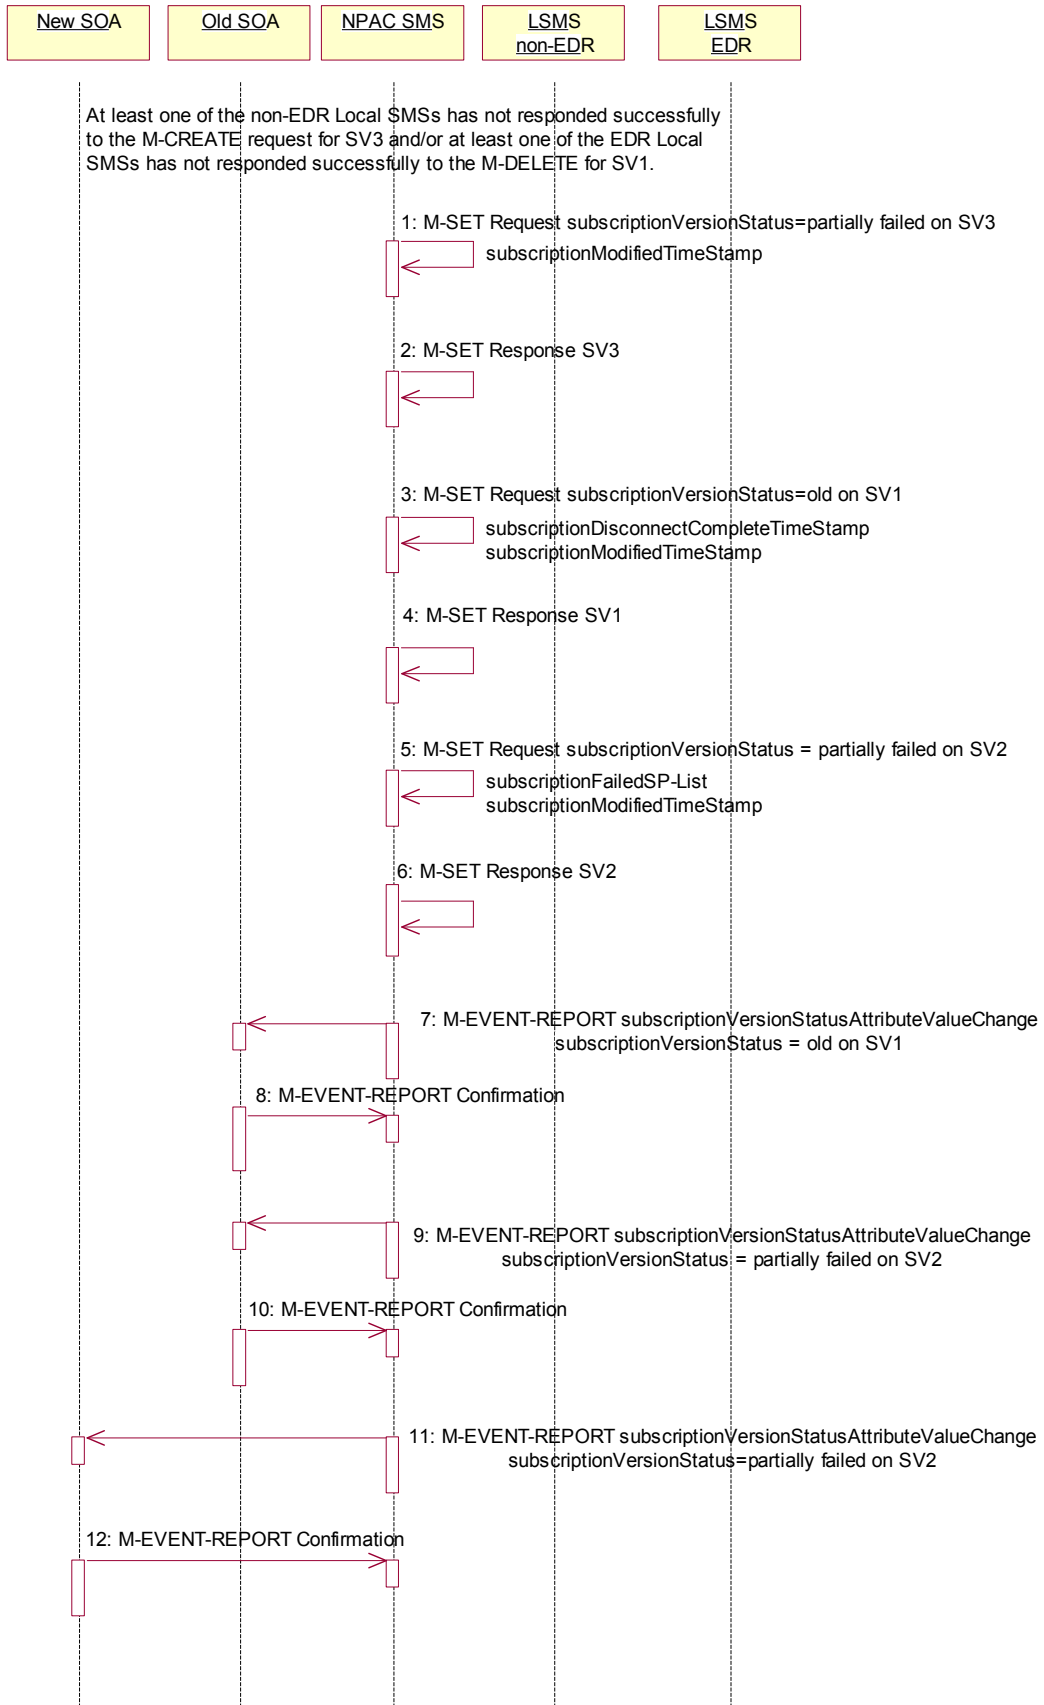 New SOA
Old SOA
NPAC SMS
LSMS
non-EDR
LSMS
EDR
At least one of the non-EDR Local SMSs has not responded successfully
to the M-CREATE request for SV3 and/or at least one of the EDR Local
SMSs has not responded successfully to the M-DELETE for SV1.
1: M-SET Request subscriptionVersionStatus=partially failed on SV3
subscriptionModifiedTimeStamp
2: M-SET Response SV3
3: M-SET Request subscriptionVersionStatus=old on SV1
subscriptionDisconnectCompleteTimeStamp
subscriptionModifiedTimeStamp
4: M-SET Response SV1
5: M-SET Request subscriptionVersionStatus = partially failed on SV2
subscriptionFailedSP-List
subscriptionModifiedTimeStamp
6: M-SET Response SV2
7: M-EVENT-REPORT subscriptionVersionStatusAttributeValueChange
subscriptionVersionStatus = old on SV1
8: M-EVENT-REPORT Confirmation
9: M-EVENT-REPORT subscriptionVersionStatusAttributeValueChange
subscriptionVersionStatus = partially failed on SV2
10: M-EVENT-REPORT Confirmation
11: M-EVENT-REPORT subscriptionVersionStatusAttributeValueChange
subscriptionVersionStatus=partially failed on SV2
12: M-EVENT-REPORT Confirmation